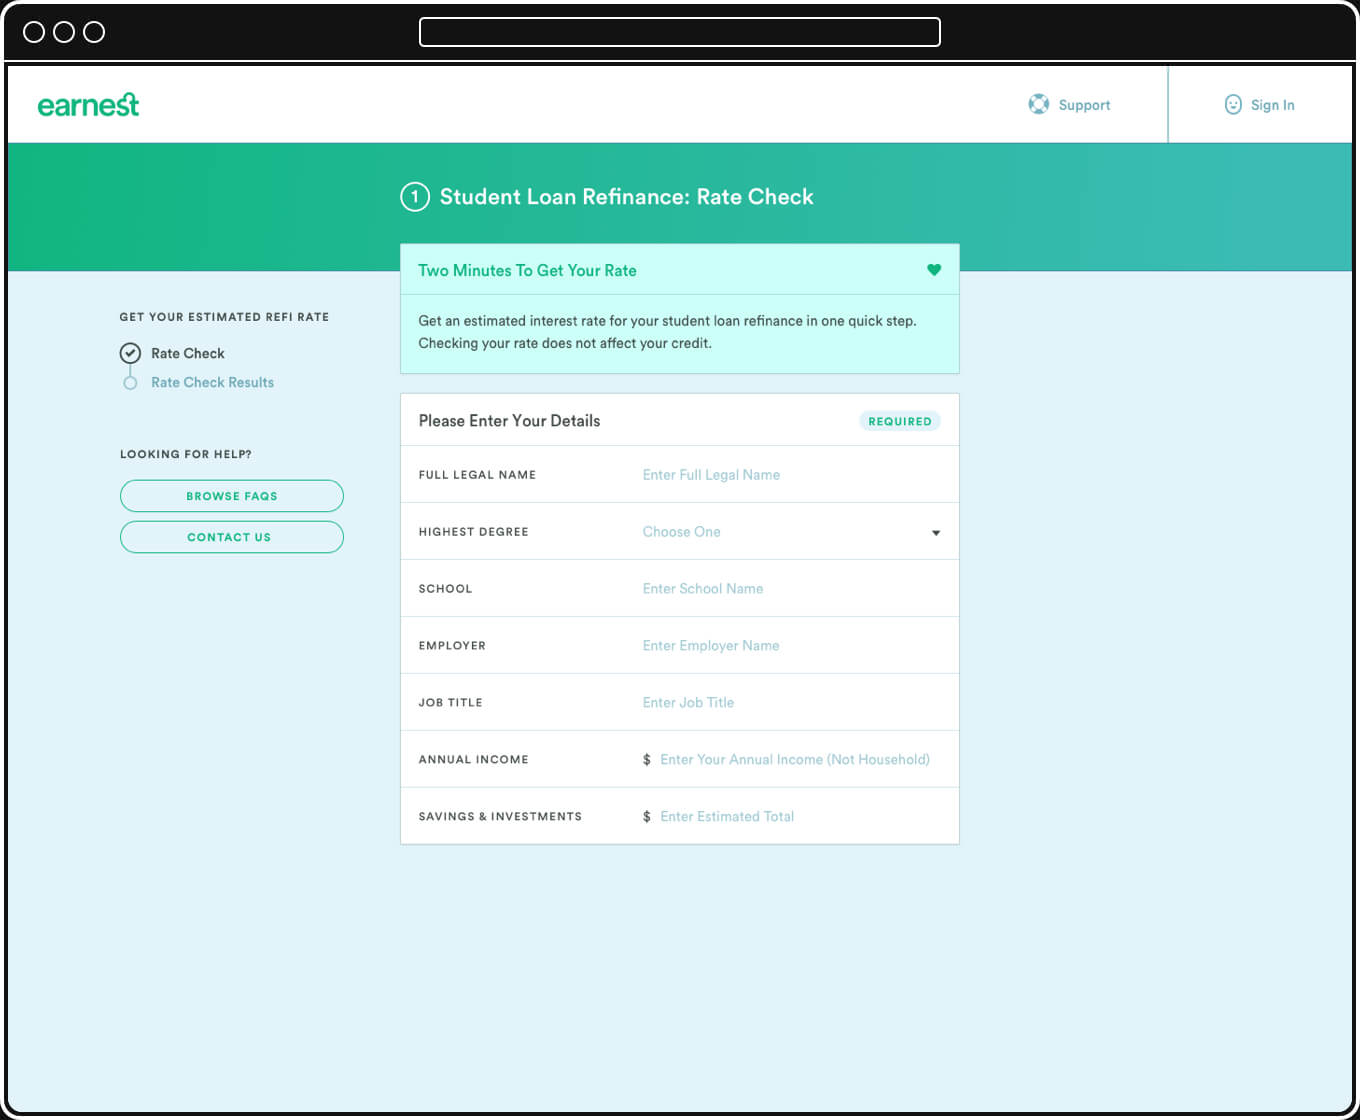 earnest
Support
Sign In
1 Student Loan Refinance: Rate Check
Two Minutes To Get Your Rate
Get an estimated interest rate for your student loan refinance in one quick step.
Checking your rate does not affect your credit.
GET YOUR ESTIMATED REFI RATE
Rate Check
Rate Check Results
LOOKING FOR HELP?
BROWSE FAQS
CONTACT US
Please Enter Your Details REQUIRED
FULL LEGAL NAME Enter Full Legal Name
HIGHEST DEGREE Choose One
SCHOOL Enter School Name
EMPLOYER Enter Employer Name
JOB TITLE Enter Job Title
ANNUAL INCOME $ Enter Your Annual Income (Not Household)
SAVINGS & INVESTMENTS $ Enter Estimated Total